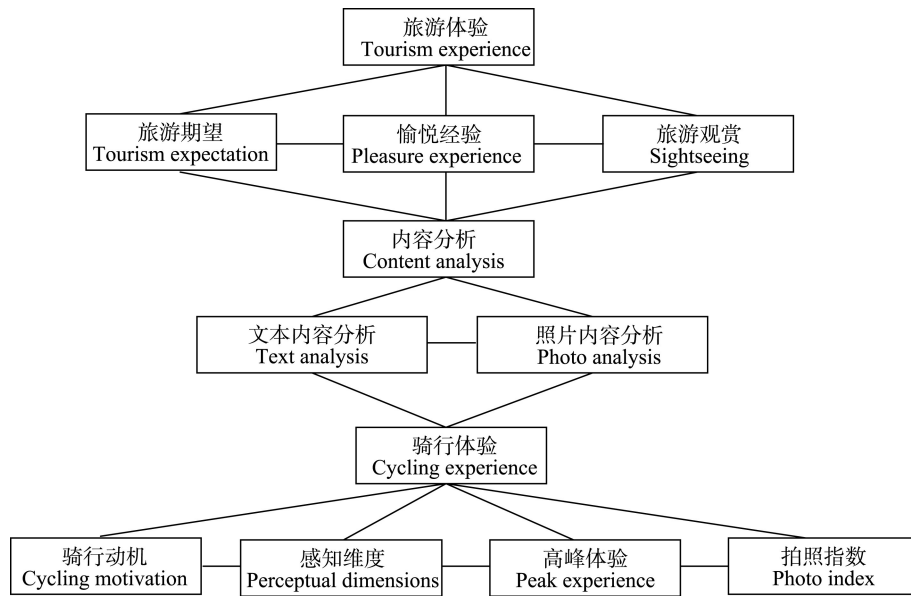 旅游体验
Tourism experience
旅游期望
Tourism expectation
愉悦经验
Pleasure experience
旅游观赏
Sightseeing
内容分析
Content analysis
文本内容分析
Text analysis
照片内容分析
Photo analysis
骑行体验
Cycling experience
骑行动机
Cycling motivation
感知维度
Perceptual dimensions
高峰体验
Peak experience
拍照指数
Photo index